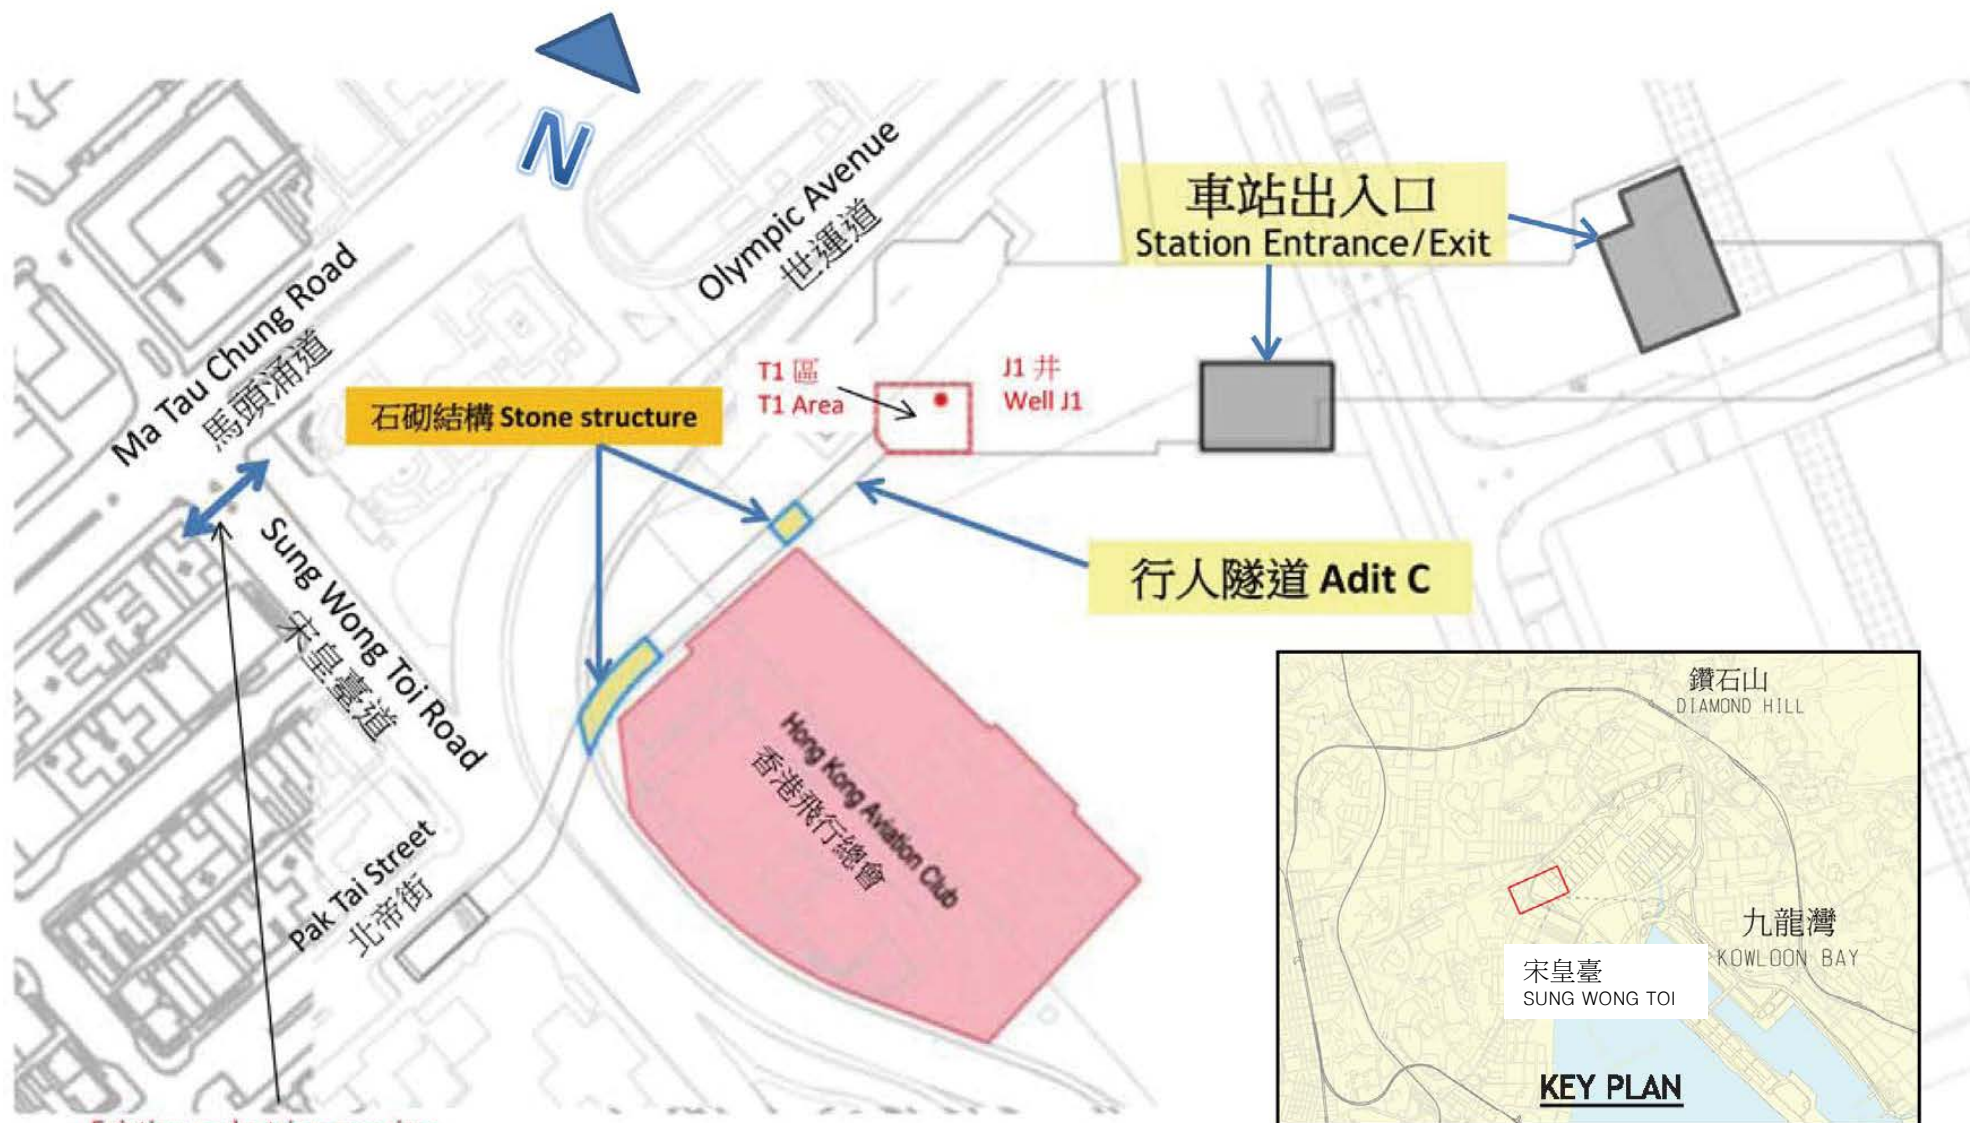 N
Olympic Avenue
世運道
車站出入口
Station Entrance/Exit
Ma Tau Chung Road
馬頭涌道
石砌結構 Stone structure
T1 區
T1 Area
J1 井
Well J1
Sung Wong Toi Road
宋皇臺道
行人隧道 Adit C
Hong Kong Aviation Club
香港飛行總會
Pak Tai Street
北帝街
鑽石山
DIAMOND HILL
九龍灣
KOWLOON BAY
宋皇臺
SUNG WONG TOI
KEY PLAN